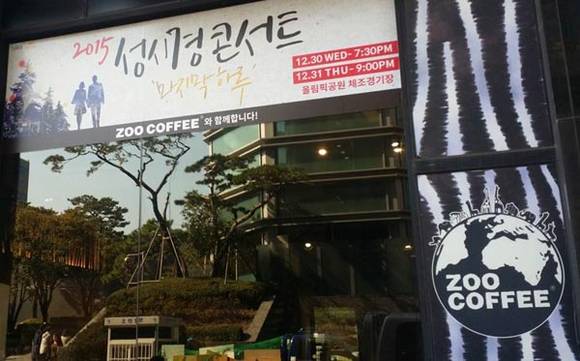 2015 성시경 콘서트
'마지막 하루'
12.30 WED- 7:30PM
12.31 THU- 9:00PM
올림픽공원 체조경기장
ZOO COFFEE® 와 함께합니다!
ZOO
COFFEE